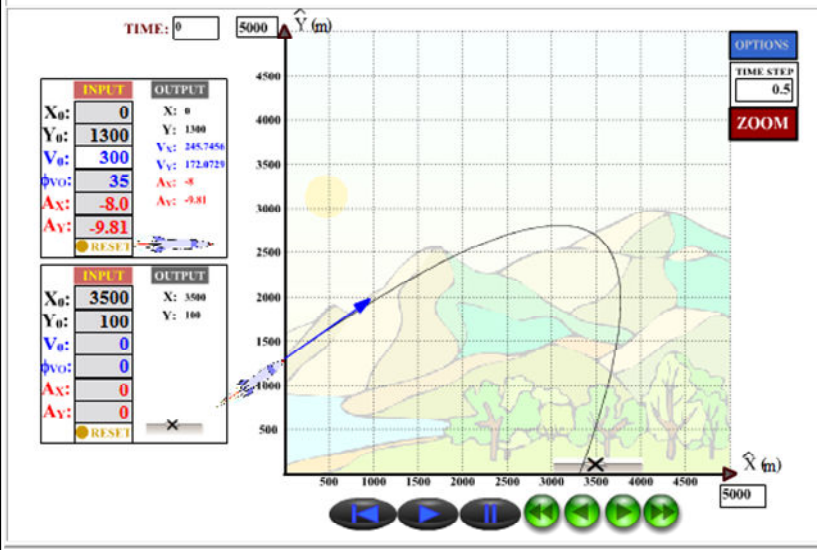 TIME: 0
5000 Ŷ (m)
OPTIONS
TIME STEP
0.5
ZOOM
INPUT OUTPUT
X₀: 0 X: 0
Y₀: 1300 Y: 1300
V₀: 300 Vx: 245.7456
ϕvo: 35 Vy: 172.0729
Ax: -8.0 Ax: -8
Ay: -9.81 Ay: -9.81
RESET
INPUT OUTPUT
X₀: 3500 X: 3500
Y₀: 100 Y: 100
V₀: 0
ϕvo: 0
Ax: 0
Ay: 0
RESET
4500
4000
3500
3000
2500
2000
1500
1000
500
500 1000 1500 2000 2500 3000 3500 4000 4500
X̂ (m)
5000